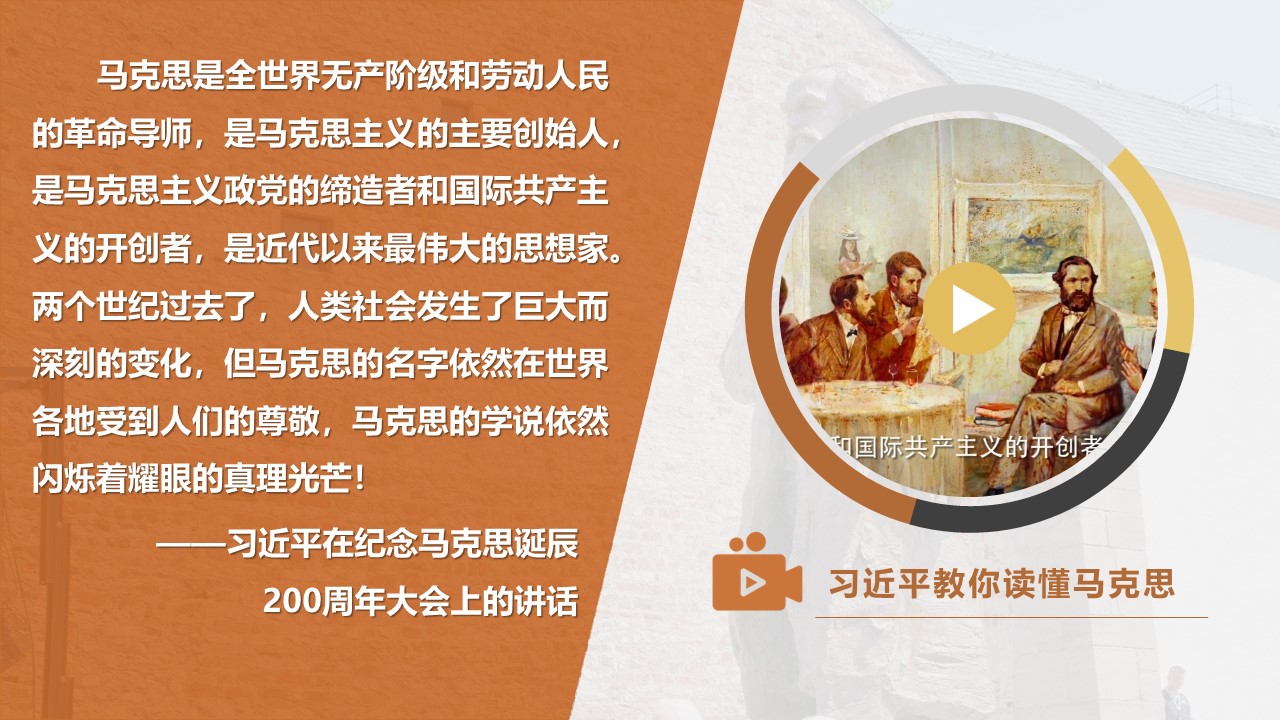 马克思是全世界无产阶级和劳动人民
的革命导师，是马克思主义的主要创始人，
是马克思主义政党的缔造者和国际共产主
义的开创者，是近代以来最伟大的思想家。
两个世纪过去了，人类社会发生了巨大而
深刻的变化，但马克思的名字依然在世界
各地受到人们的尊敬，马克思的学说依然
闪烁着耀眼的真理光芒！
——习近平在纪念马克思诞辰
200周年大会上的讲话
和国际共产主义的开创者
习近平教你读懂马克思